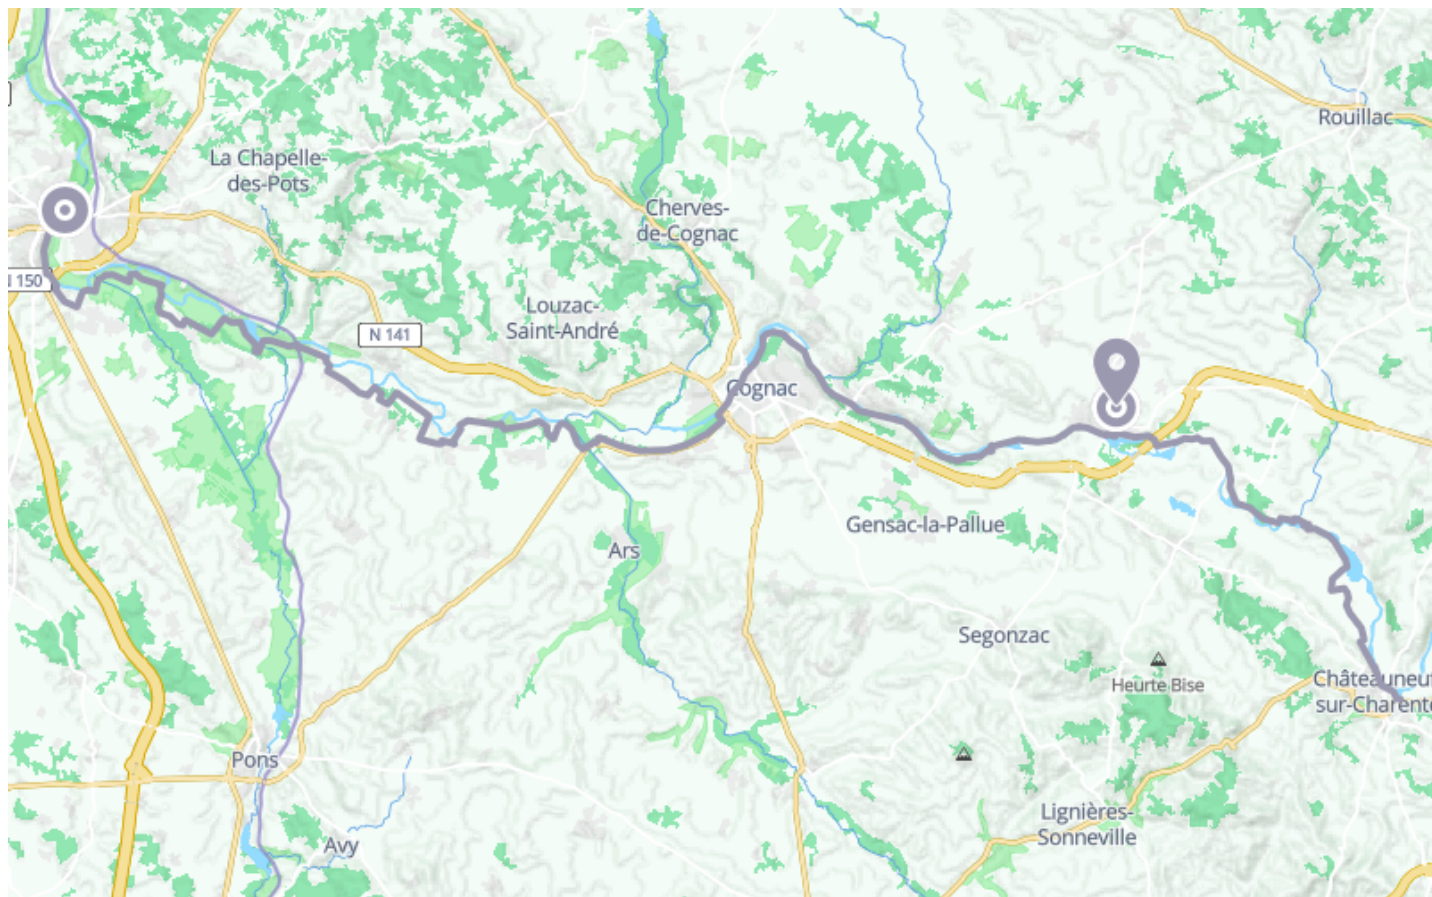 Rouillac
La Chapelle-
des-Pots
Cherves-
de-Cognac
N 150
Louzac-
Saint-André
N 141
Cognac
Gensac-la-Pallue
Ars
Segonzac
Heurte Bise
Châteauneuf-
sur-Charente
Pons
Lignières-
Sonneville
Avy